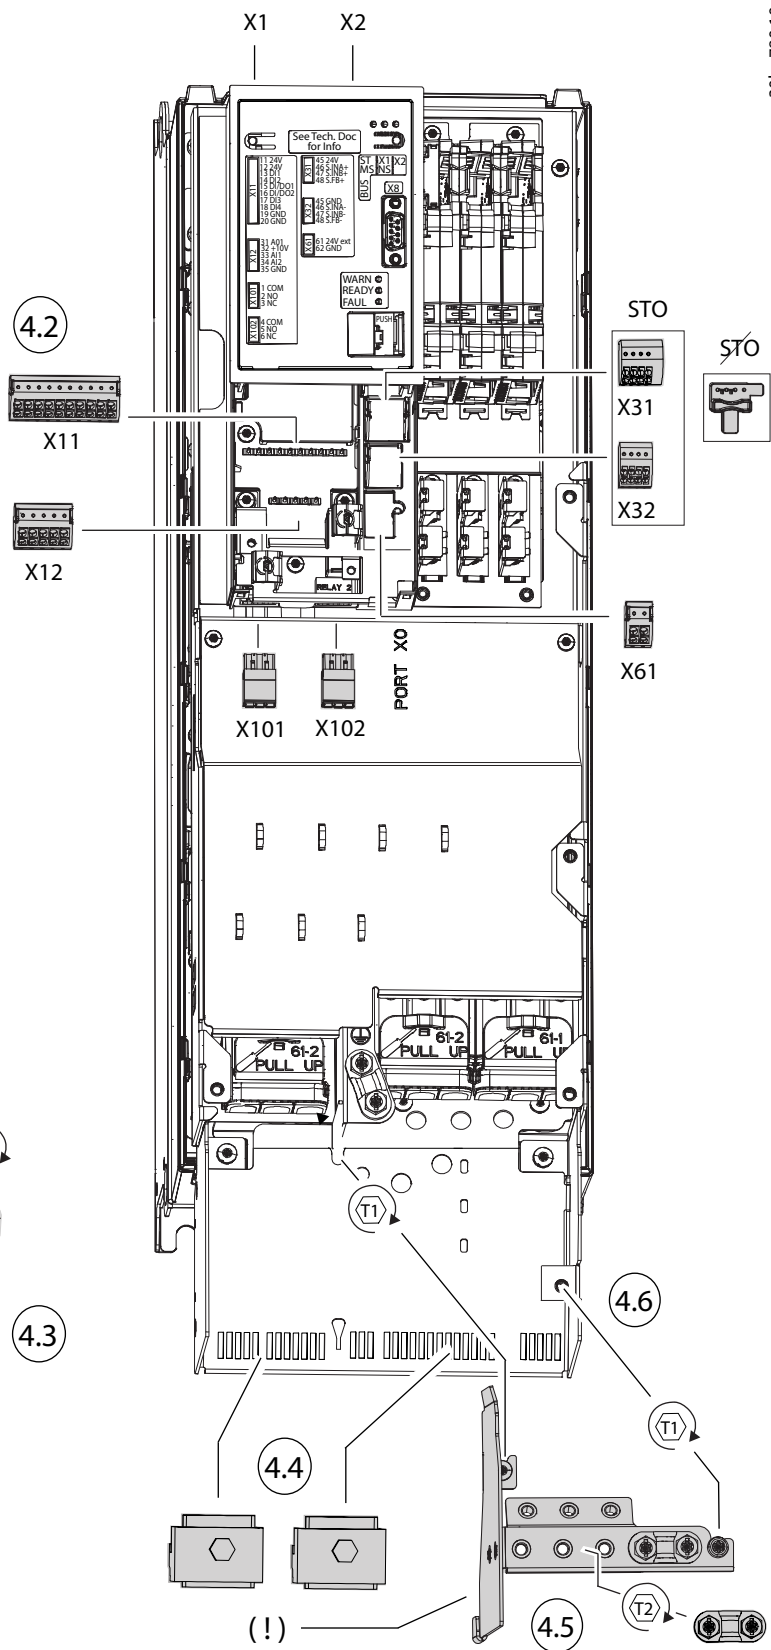 X1 X2
See Tech. Doc
for Info
X11
11 24V
12 24V
13 DI1
14 DI2
15 DI/DO1
16 DI/DO2
17 DI3
18 DI4
19 GND
20 GND
X12
31 A01
32 +10V
33 AI1
34 AI2
35 GND
X101
1 COM
2 NO
3 NC
X102
4 COM
5 NO
6 NC
X31
45 24V
46 S.INA+
47 S.INB+
48 S.FB+
X32
45 GND
46 S.INA-
47 S.INB-
48 S.FB-
X61
61 24V ext
62 GND
ST
MS
X1
NS
X2
BUS
X8
WARN
READY
FAUL
PUSH
4.2
X11
X12
STO
X31
X32
STO
X61
RELAY 2
X101 X102
PORT X0
61-2
PULL UP
61-2
PULL UP
61-1
PULL UP
T1
4.3
4.6
T1
4.4
T2
(!)
4.5